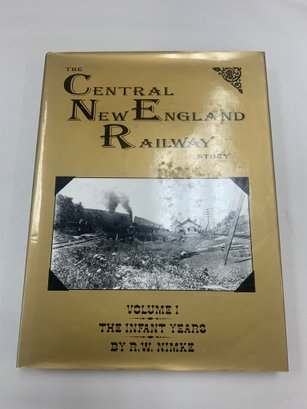 THE
CENTRAL
NEW ENGLAND
RAILWAY
STORY
VOLUME I
THE INFANT YEARS
BY R.W. NIMKE